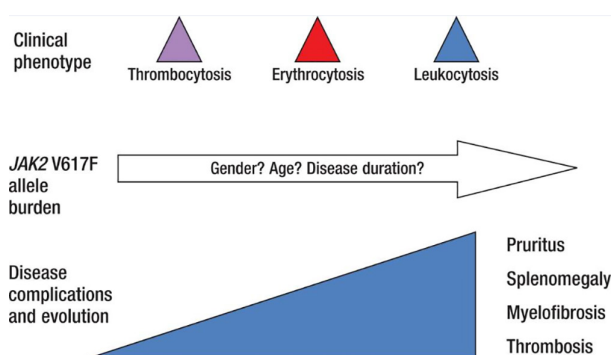 Clinical
phenotype
Thrombocytosis
Erythrocytosis
Leukocytosis
JAK2 V617F
allele
burden
Gender? Age? Disease duration?
Disease
complications
and evolution
Pruritus
Splenomegaly
Myelofibrosis
Thrombosis